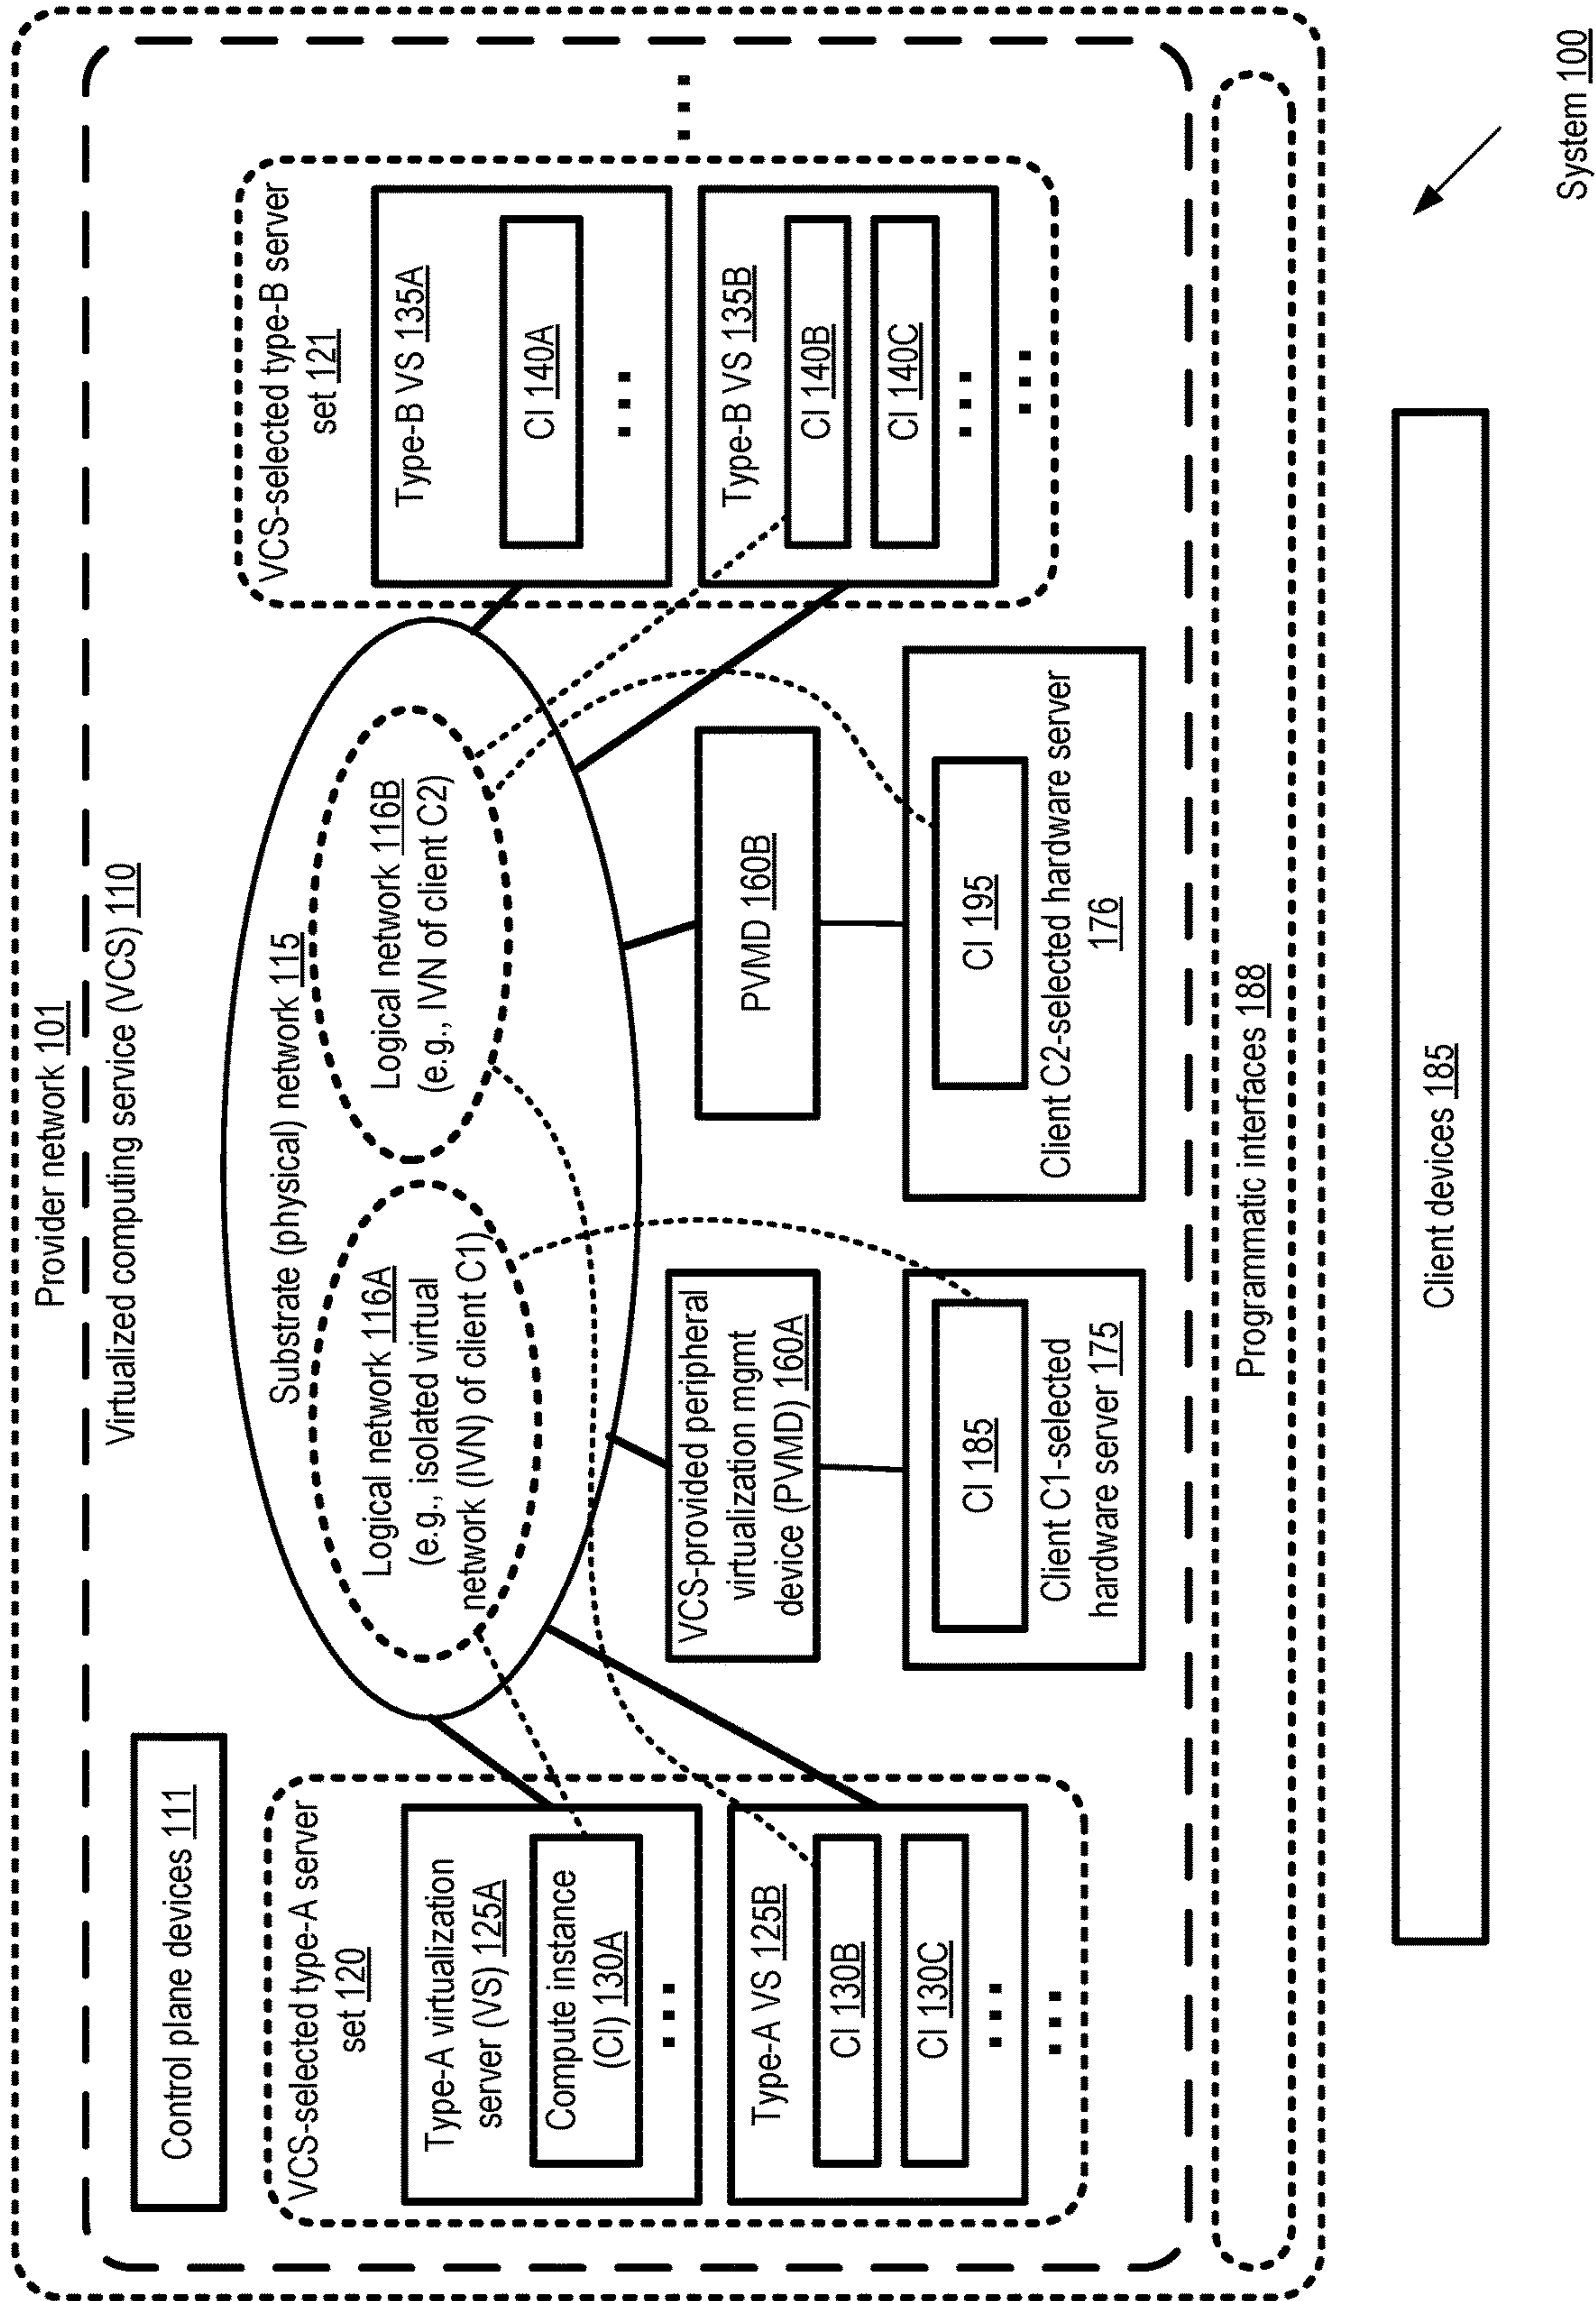 Provider network 101
Virtualized computing service (VCS) 110
Control plane devices 111
VCS-selected type-A server
set 120
Type-A virtualization
server (VS) 125A
Compute instance
(CI) 130A
...
Type-A VS 125B
CI 130B
CI 130C
...
...
Substrate (physical) network 115
Logical network 116A
(e.g., isolated virtual
network (IVN) of client C1)
Logical network 116B
(e.g., IVN of client C2)
VCS-provided peripheral
virtualization mgmt
device (PVMD) 160A
PVMD 160B
CI 185
Client C1-selected
hardware server 175
CI 195
Client C2-selected hardware server
176
VCS-selected type-B server
set 121
Type-B VS 135A
CI 140A
...
Type-B VS 135B
CI 140B
CI 140C
...
...
...
Programmatic interfaces 188
Client devices 185
System 100